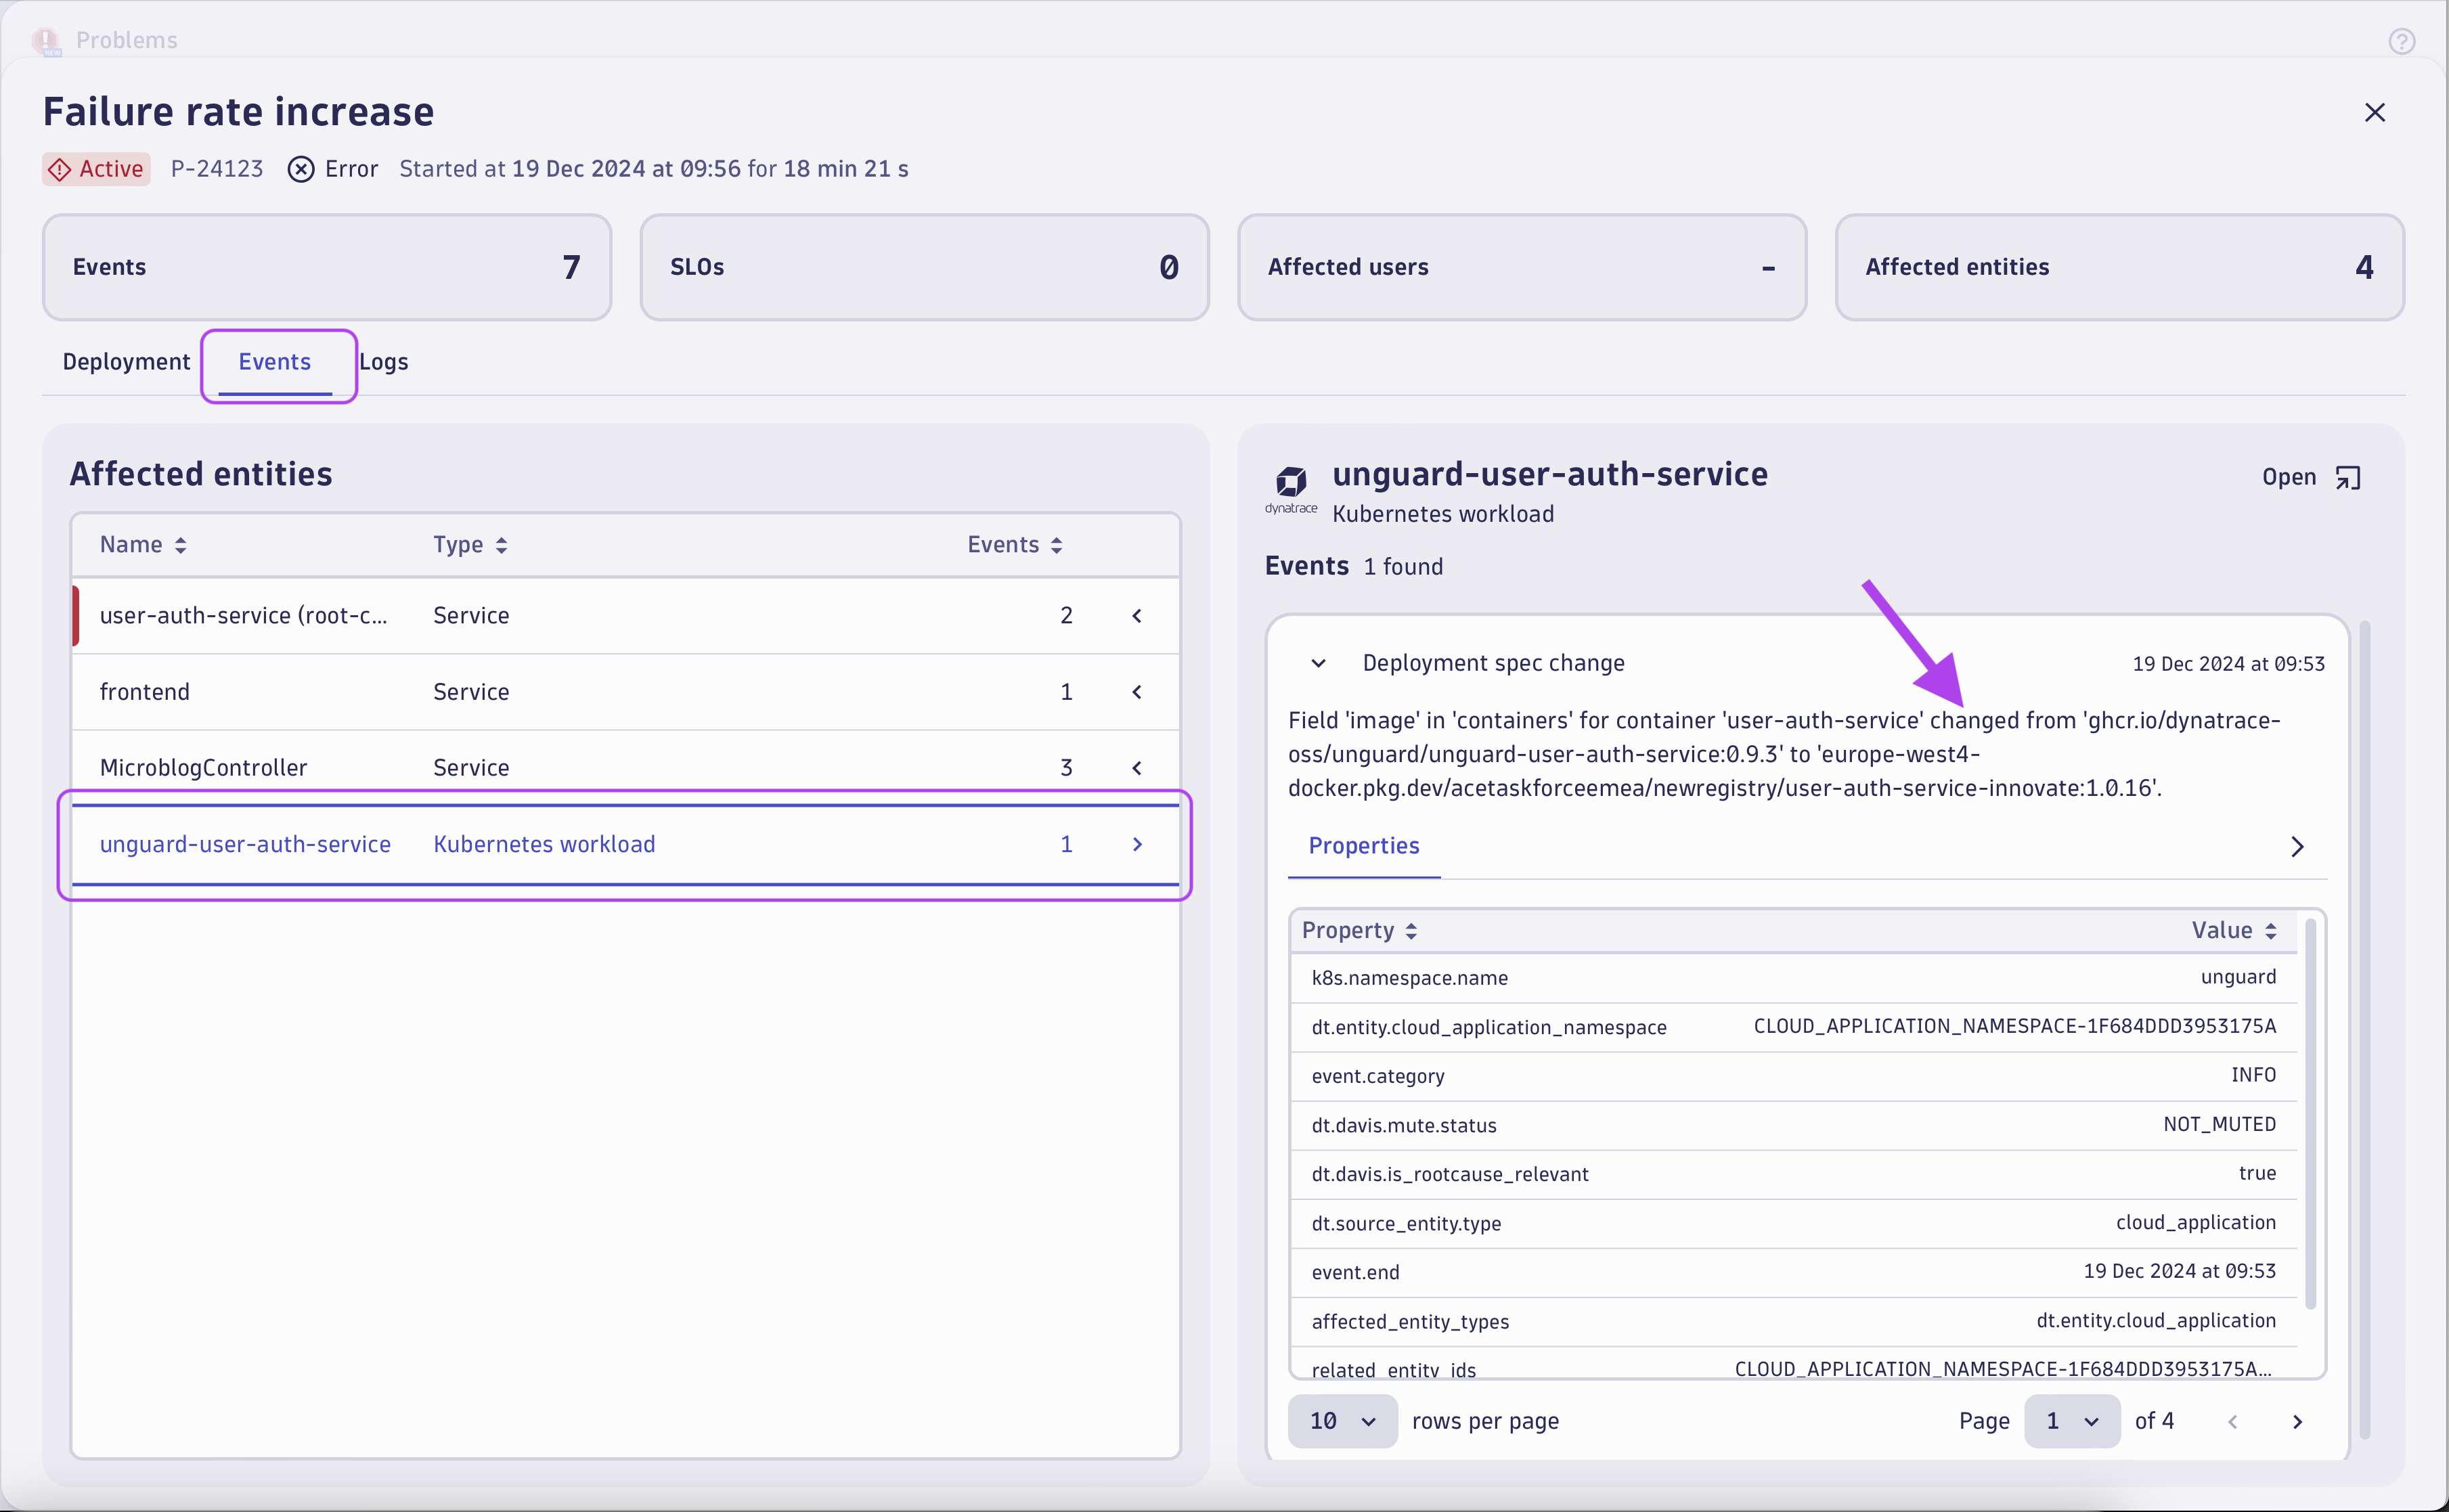 Problems
Failure rate increase
Active P-24123 Error Started at 19 Dec 2024 at 09:56 for 18 min 21 s
Events 7
SLOs 0
Affected users -
Affected entities 4
Deployment Events Logs
Affected entities
Name Type Events
user-auth-service (root-c... Service 2
frontend Service 1
MicroblogController Service 3
unguard-user-auth-service Kubernetes workload 1
dynatrace
unguard-user-auth-service
Kubernetes workload
Open
Events 1 found
Deployment spec change 19 Dec 2024 at 09:53
Field 'image' in 'containers' for container 'user-auth-service' changed from 'ghcr.io/dynatrace-
oss/unguard/unguard-user-auth-service:0.9.3' to 'europe-west4-
docker.pkg.dev/acetaskforceemea/newregistry/user-auth-service-innovate:1.0.16'.
Properties
Property Value
k8s.namespace.name unguard
dt.entity.cloud_application_namespace CLOUD_APPLICATION_NAMESPACE-1F684DDD3953175A
event.category INFO
dt.davis.mute.status NOT_MUTED
dt.davis.is_rootcause_relevant true
dt.source_entity.type cloud_application
event.end 19 Dec 2024 at 09:53
affected_entity_types dt.entity.cloud_application
related_entity_ids CLOUD_APPLICATION_NAMESPACE-1F684DDD3953175A...
10 rows per page Page 1 of 4